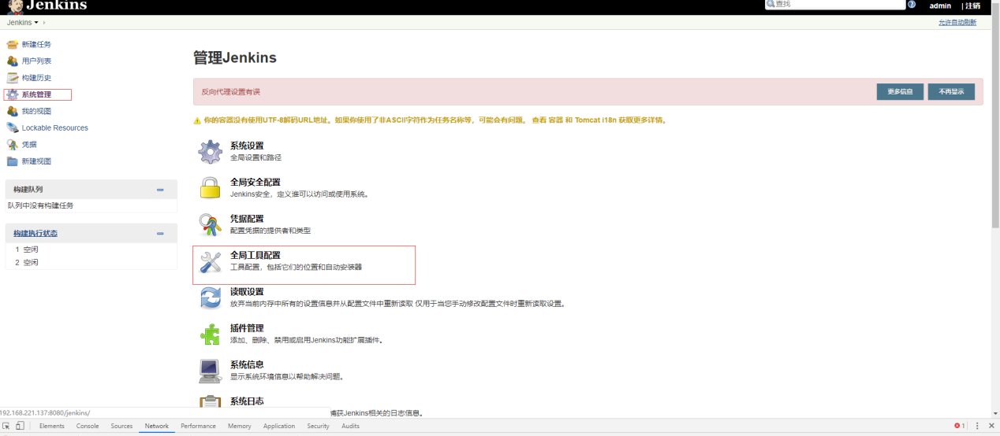 Jenkins
查找
admin | 注销
Jenkins
允许自动刷新
新建任务
用户列表
构建历史
系统管理
我的视图
Lockable Resources
凭据
新建视图
构建队列
队列中没有构建任务
构建执行状态
1 空闲
2 空闲
管理Jenkins
反向代理设置有误
更多信息
不再显示
你的容器没有使用UTF-8解码URL地址。如果你使用了非ASCII字符作为任务名称等，可能会有问题。 查看 容器 和 Tomcat i18n 获取更多详情。
系统设置
全局设置和路径
全局安全配置
Jenkins安全，定义谁可以访问或使用系统。
凭据配置
配置凭据的提供者和类型
全局工具配置
工具配置，包括它们的位置和自动安装器
读取设置
放弃当前内存中所有的设置信息并从配置文件中重新读取 仅用于当您手动修改配置文件时重新读取设置。
插件管理
添加、删除、禁用或启用Jenkins功能扩展插件。
系统信息
显示系统环境信息以帮助解决问题。
系统日志
捕获Jenkins相关的日志信息。
192.168.221.137:8080/jenkins/
Elements Console Sources Network Performance Memory Application Security Audits
1